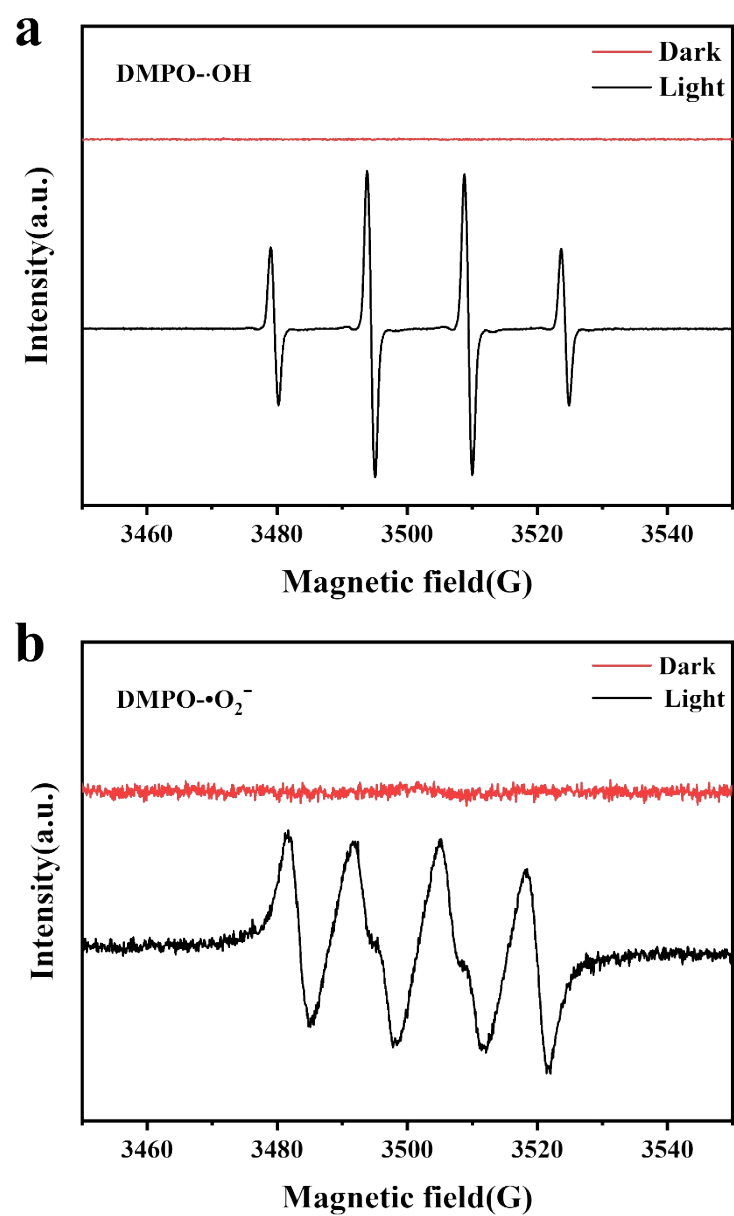 a
DMPO-·OH
Dark
Light
Intensity(a.u.)
3460 3480 3500 3520 3540
Magnetic field(G)
b
DMPO-•O₂⁻
Dark
Light
Intensity(a.u.)
3460 3480 3500 3520 3540
Magnetic field(G)